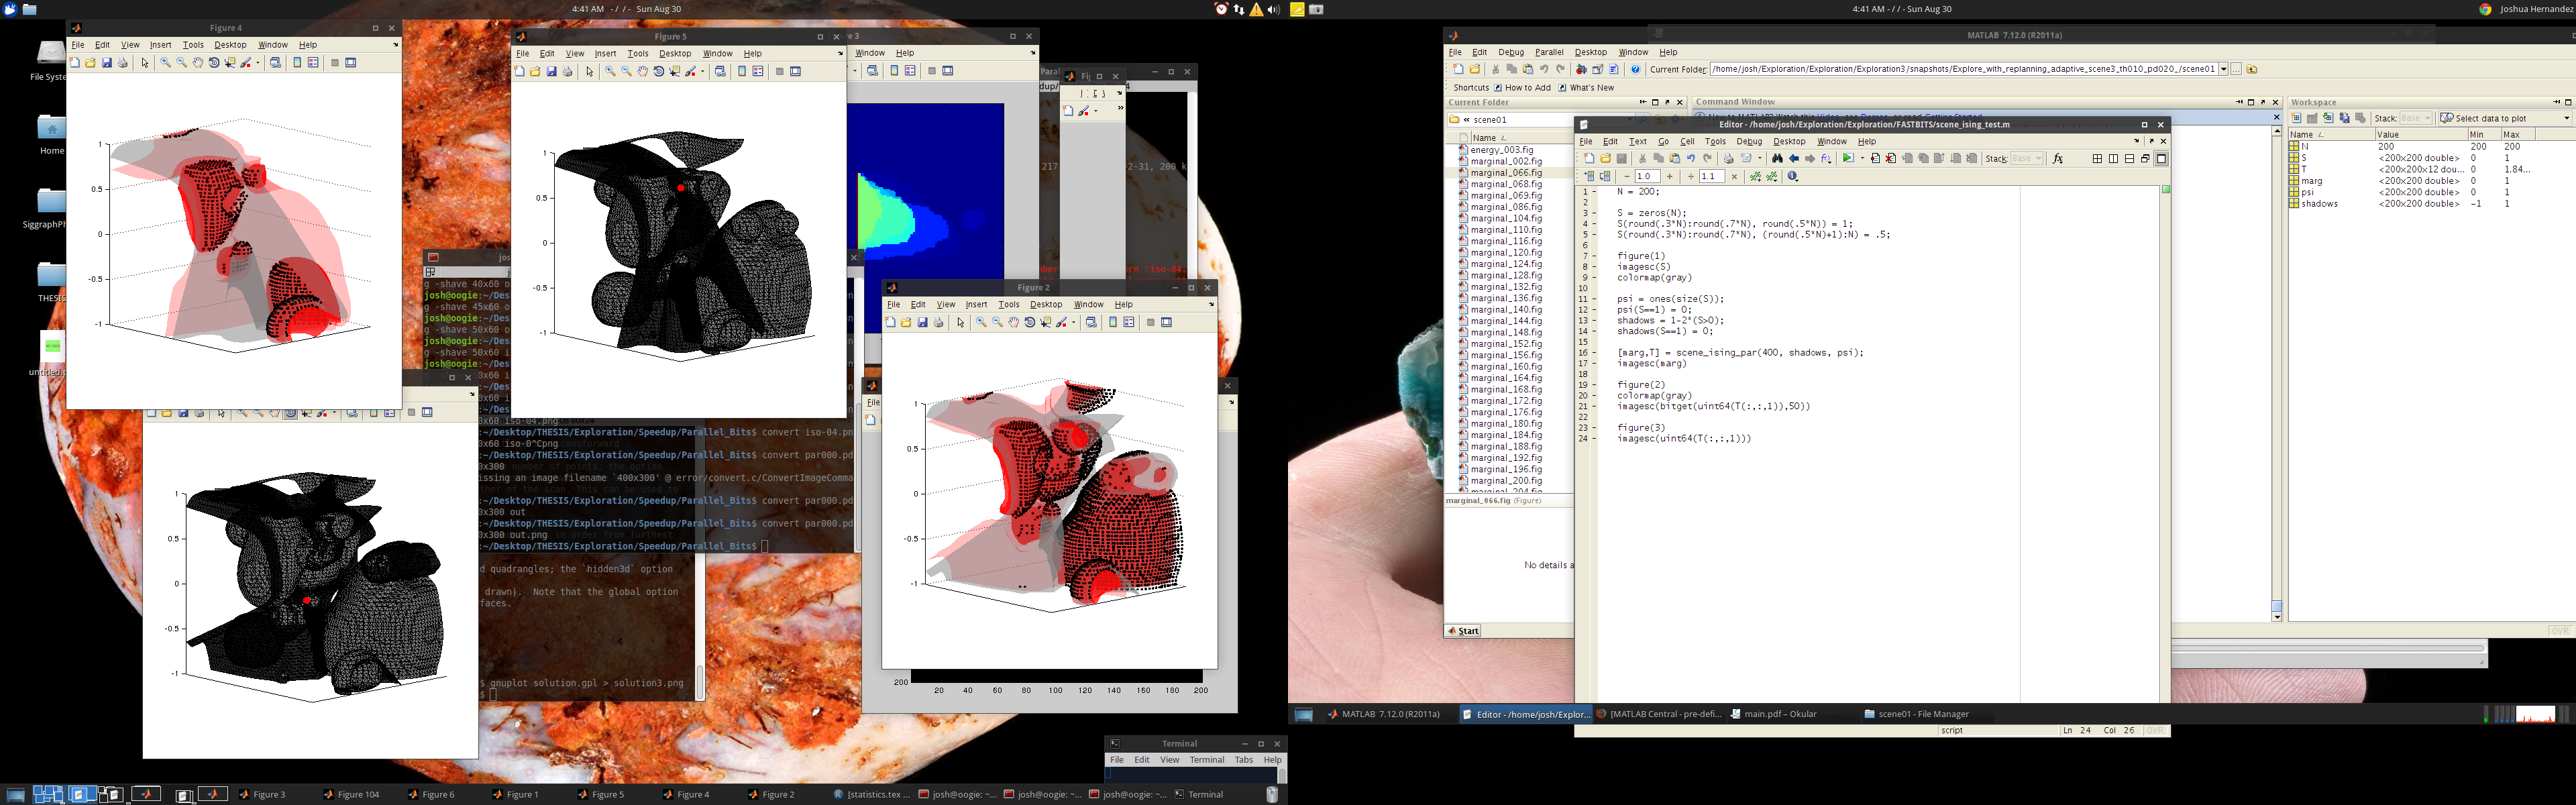 4:41 AM - / / - Sun Aug 30
4:41 AM - / / - Sun Aug 30
Joshua Hernandez
File Syste
Home
SiggraphPh
THESIS
Figure 4
File Edit View Insert Tools Desktop Window Help
1
0.5
0
-0.5
-1
Figure 5
File Edit View Insert Tools Desktop Window Help
1
0.5
0
-0.5
-1
Window Help
Figure 2
File Edit View Insert Tools Desktop Window Help
1
0.5
0
-0.5
-1
1
0.5
0
-0.5
-1
200
20 40 60 80 100 120 140 160 180 200
g -shave 40x60 o
josh@oogie:~/Des
g -shave 45x60 o
josh@oogie:~/Des
g -shave 50x60 o
josh@oogie:~/Des
g -shave 50x60 i
josh@oogie:~/Des
0x60 iso-04.png
:~/Desktop/THESIS/Exploration/Speedup/Parallel_Bits$ convert iso-04.pn
0x60 iso-0^Cpng
:~/Desktop/THESIS/Exploration/Speedup/Parallel_Bits$ convert par000.pd
0x300
issing an image filename `400x300' @ error/convert.c/ConvertImageComma
:~/Desktop/THESIS/Exploration/Speedup/Parallel_Bits$ convert par000.pd
0x300 out
:~/Desktop/THESIS/Exploration/Speedup/Parallel_Bits$ convert par000.pd
0x300 out.png
:~/Desktop/THESIS/Exploration/Speedup/Parallel_Bits$
d quadrangles; the `hidden3d` option
drawn). Note that the global option
faces.
$ gnuplot solution.gpl > solution3.png
$
Terminal
File Edit View Terminal Tabs Help
Figure 3
Figure 104
Figure 6
Figure 1
Figure 5
Figure 4
Figure 2
[statistics.tex ...
josh@oogie: ~...
josh@oogie: ~...
josh@oogie: ~...
Terminal
MATLAB 7.12.0 (R2011a)
File Edit Debug Parallel Desktop Window Help
Current Folder: /home/josh/Exploration/Exploration/Exploration3/snapshots/Explore_with_replanning_adaptive_scene3_th010_pd020_/scene01
Shortcuts How to Add What's New
Current Folder
Command Window
Workspace
« scene01
Name
energy_003.fig
marginal_002.fig
marginal_066.fig
marginal_068.fig
marginal_069.fig
marginal_086.fig
marginal_104.fig
marginal_110.fig
marginal_116.fig
marginal_120.fig
marginal_124.fig
marginal_128.fig
marginal_132.fig
marginal_136.fig
marginal_140.fig
marginal_144.fig
marginal_148.fig
marginal_152.fig
marginal_156.fig
marginal_160.fig
marginal_164.fig
marginal_168.fig
marginal_172.fig
marginal_176.fig
marginal_180.fig
marginal_184.fig
marginal_188.fig
marginal_192.fig
marginal_196.fig
marginal_200.fig
marginal_204.fig
marginal_066.fig (Figure)
No details a
Start
Editor - /home/josh/Exploration/Exploration/FASTBITS/scene_ising_test.m
File Edit Text Go Cell Tools Debug Desktop Window Help
Stack: Base
1.0
1.1
1 N = 200;
2
3 S = zeros(N);
4 S(round(.3*N):round(.7*N), round(.5*N)) = 1;
5 S(round(.3*N):round(.7*N), (round(.5*N)+1):N) = .5;
6
7 figure(1)
8 imagesc(S)
9 colormap(gray)
10
11 psi = ones(size(S));
12 psi(S==1) = 0;
13 shadows = 1-2*(S>0);
14 shadows(S==1) = 0;
15
16 [marg,T] = scene_ising_par(400, shadows, psi);
17 imagesc(marg)
18
19 figure(2)
20 colormap(gray)
21 imagesc(bitget(uint64(T(:,:,1)),50))
22
23 figure(3)
24 imagesc(uint64(T(:,:,1)))
script
Ln 24 Col 26 OVR
Stack: Base Select data to plot
Name Value Min Max
N 200 200 200
S <200x200 double> 0 1
T <200x200x12 dou... 0 1.84...
marg <200x200 double> 0 1
psi <200x200 double> 0 1
shadows <200x200 double> -1 1
OVR
MATLAB 7.12.0 (R2011a)
Editor - /home/josh/Explor...
[MATLAB Central - pre-defi...
main.pdf – Okular
scene01 - File Manager